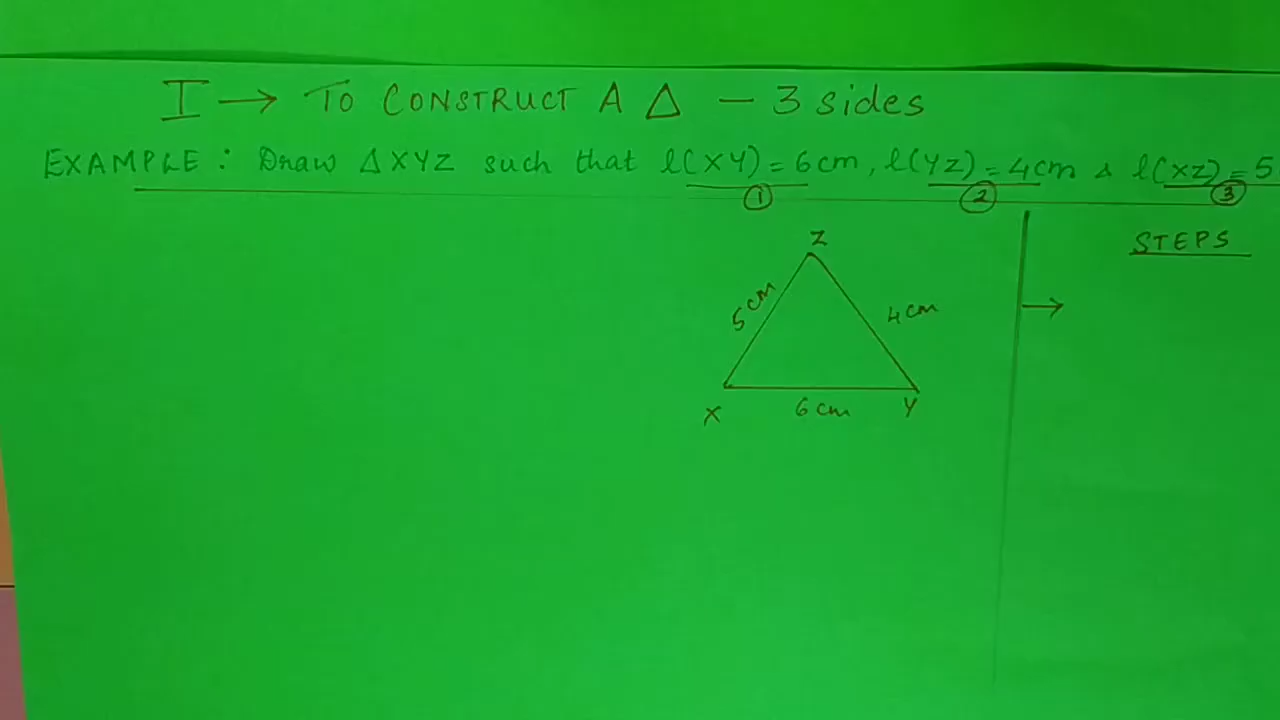 I → TO CONSTRUCT A △ - 3 sides
EXAMPLE: Draw △XYZ such that l(XY)=6cm, l(YZ)=4cm & l(XZ)=5
① ② ③
STEPS
→
Z
5cm
4cm
X 6cm Y